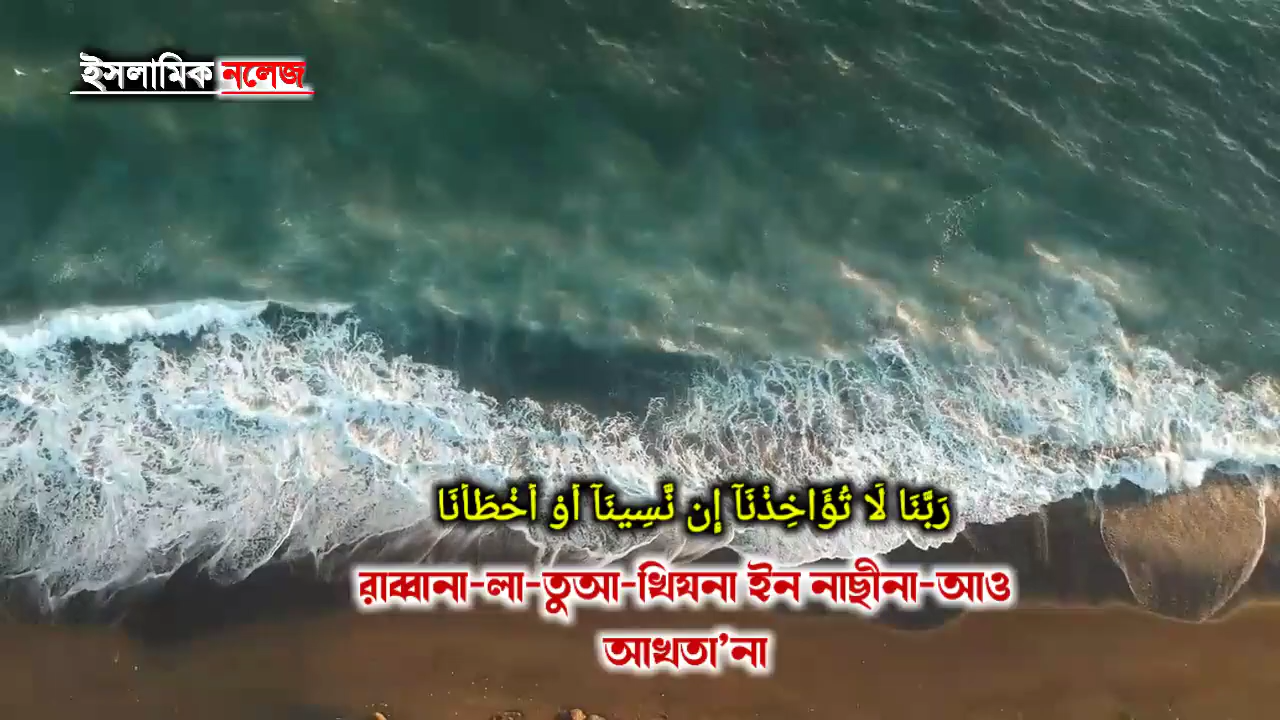 ইসলামিক নলেজ
رَبَّنَا لَا تُؤَاخِذْنَآ إِن نَّسِينَآ أَوْ أَخْطَأْنَا
রাব্বানা-লা-তুআ-খিযনা ইন নাছীনা-আও
আখতা’না